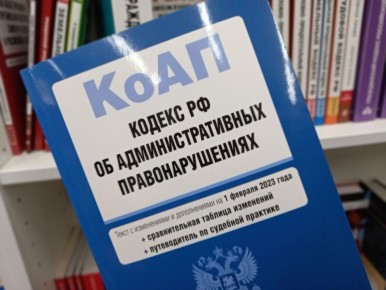 КоАП
КОДЕКС РФ
ОБ АДМИНИСТРАТИВНЫХ
ПРАВОНАРУШЕНИЯХ
Текст с изменениями и дополнениями на 1 февраля 2023 года
+ сравнительная таблица изменений
+ путеводитель по судебной практике